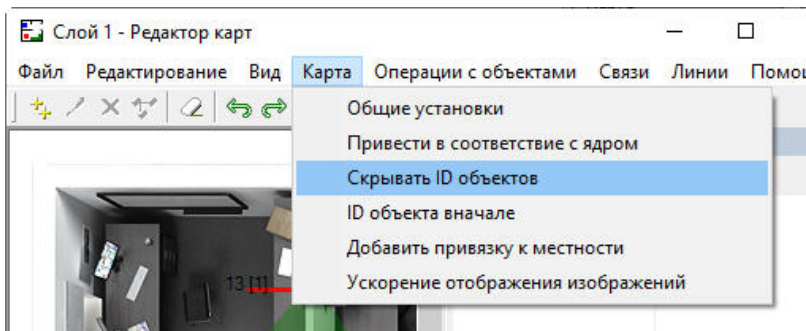 Слой 1 - Редактор карт
Файл Редактирование Вид Карта Операции с объектами Связи Линии
Общие установки
Привести в соответствие с ядром
Скрывать ID объектов
ID объекта вначале
Добавить привязку к местности
Ускорение отображения изображений
13 [1]